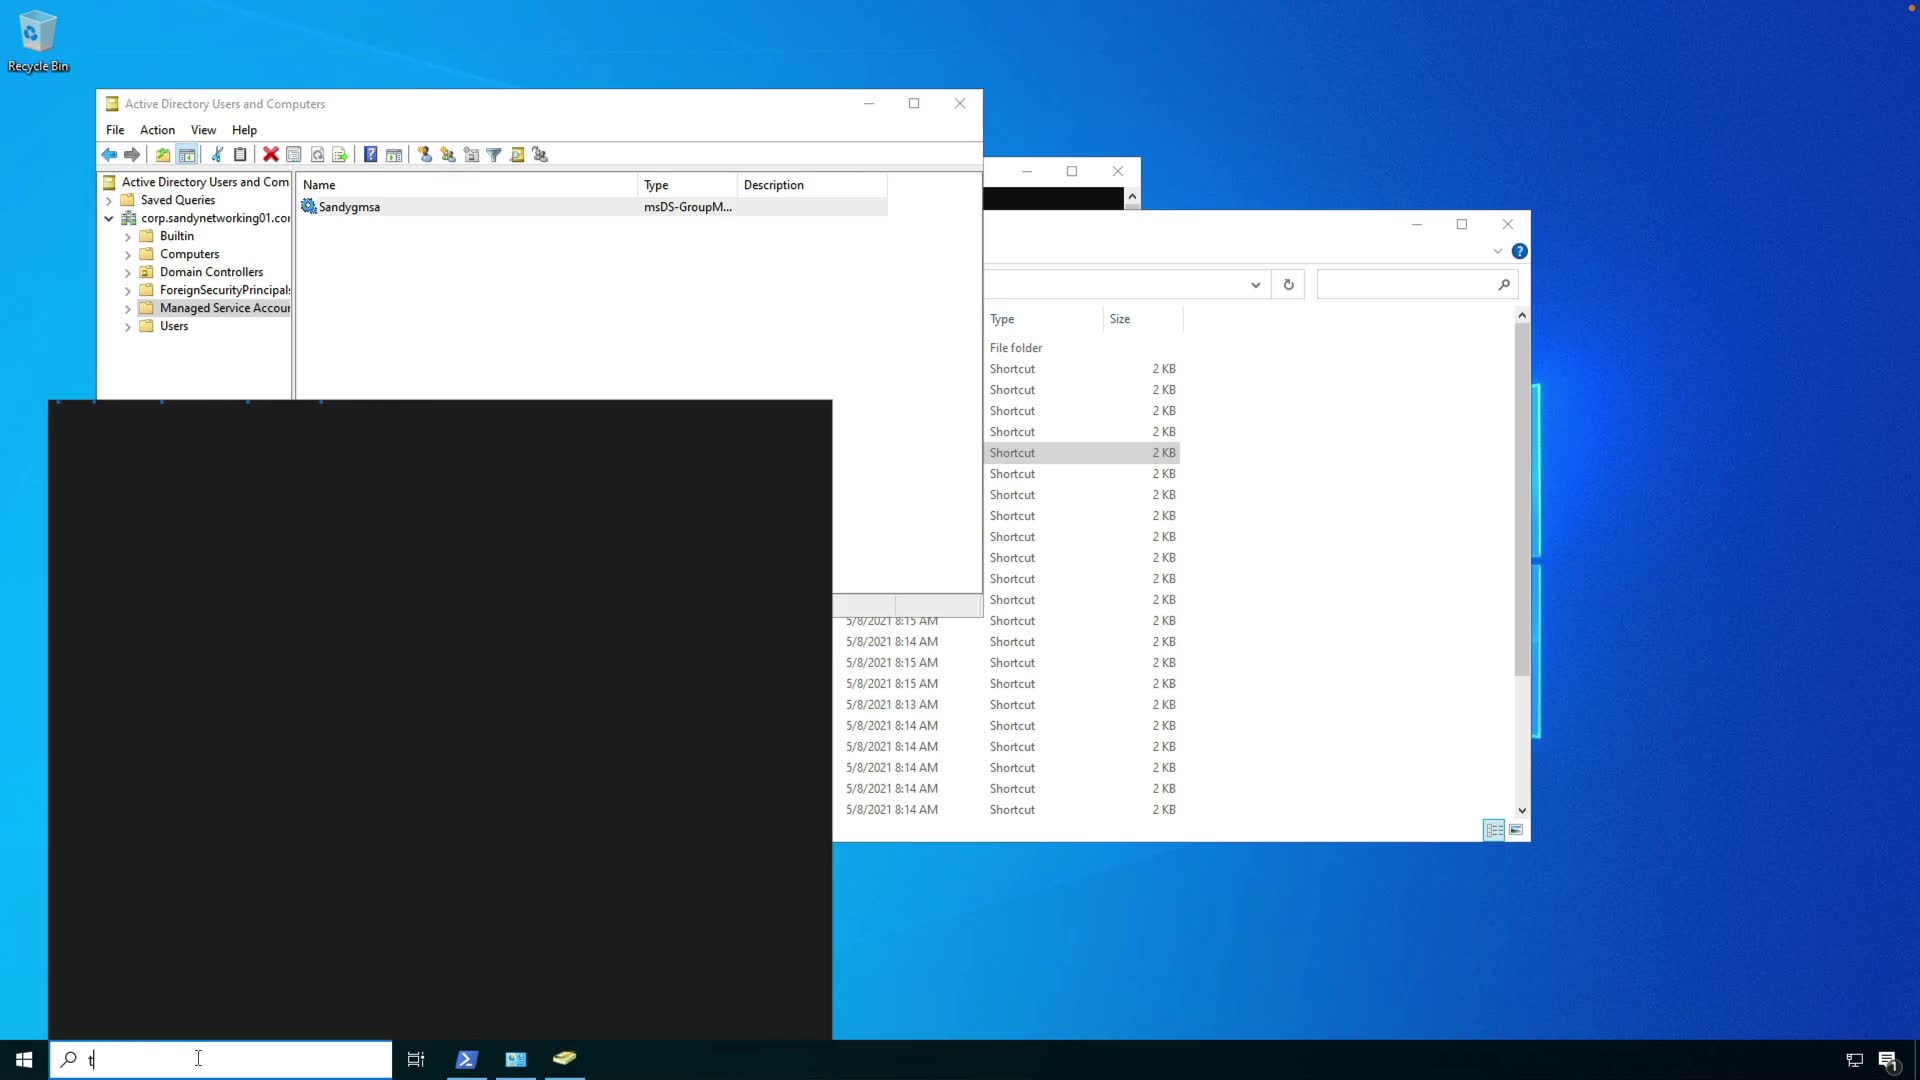 Recycle Bin
Active Directory Users and Computers
File Action View Help
Active Directory Users and Com
Saved Queries
corp.sandynetworking01.cor
Builtin
Computers
Domain Controllers
ForeignSecurityPrincipals
Managed Service Accour
Users
Name Type Description
Sandygmsa msDS-GroupM...
Type Size
File folder
Shortcut 2 KB
Shortcut 2 KB
Shortcut 2 KB
Shortcut 2 KB
Shortcut 2 KB
Shortcut 2 KB
Shortcut 2 KB
Shortcut 2 KB
Shortcut 2 KB
Shortcut 2 KB
Shortcut 2 KB
Shortcut 2 KB
5/8/2021 8:15 AM Shortcut 2 KB
5/8/2021 8:14 AM Shortcut 2 KB
5/8/2021 8:15 AM Shortcut 2 KB
5/8/2021 8:15 AM Shortcut 2 KB
5/8/2021 8:13 AM Shortcut 2 KB
5/8/2021 8:14 AM Shortcut 2 KB
5/8/2021 8:14 AM Shortcut 2 KB
5/8/2021 8:14 AM Shortcut 2 KB
5/8/2021 8:14 AM Shortcut 2 KB
5/8/2021 8:14 AM Shortcut 2 KB
t
1